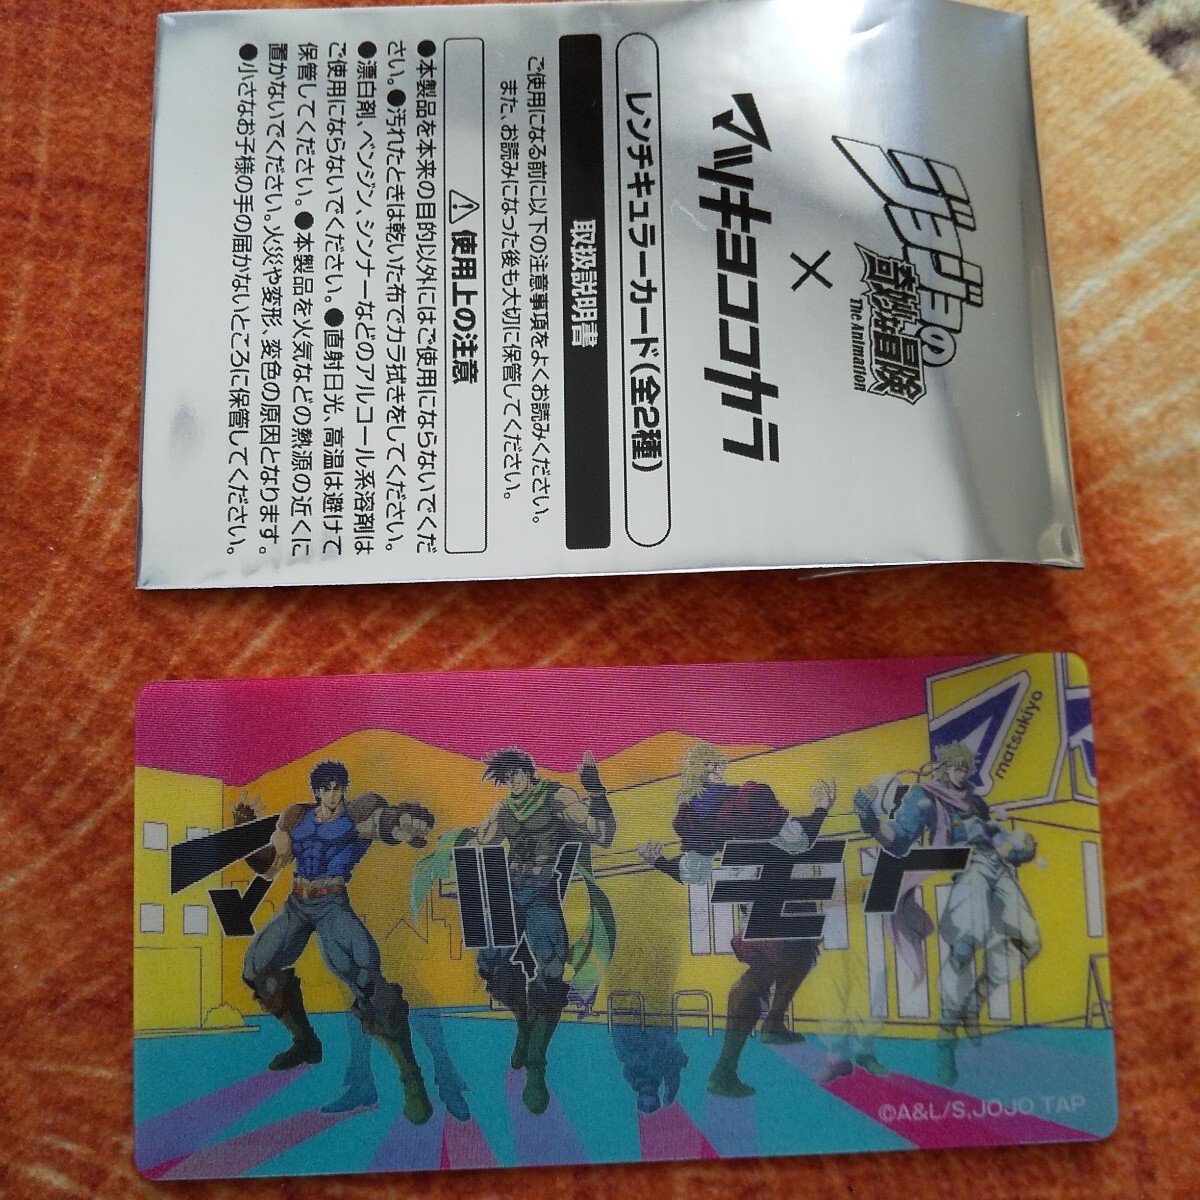 ジョジョの
奇妙な冒険
The Animation
×
マツキヨココカラ
レンチキュラーカード(全2種)
取扱説明書
ご使用になる前に以下の注意事項をよくお読みください。
また、お読みになった後も大切に保管してください。
⚠使用上の注意
●本製品を本来の目的以外にはご使用にならないでくだ
さい。●汚れたときは乾いた布でカラ拭きをしてください。
●漂白剤、ベンジン、シンナーなどのアルコール系溶剤は
ご使用にならないでください。●直射日光、高温は避けて
保管してください。●本製品を火気などの熱源の近くに
置かないでください。火災や変形、変色の原因となります。
●小さなお子様の手の届かないところに保管してください。
matsukiyo
マツモト
©A&L/S,JOJO TAP